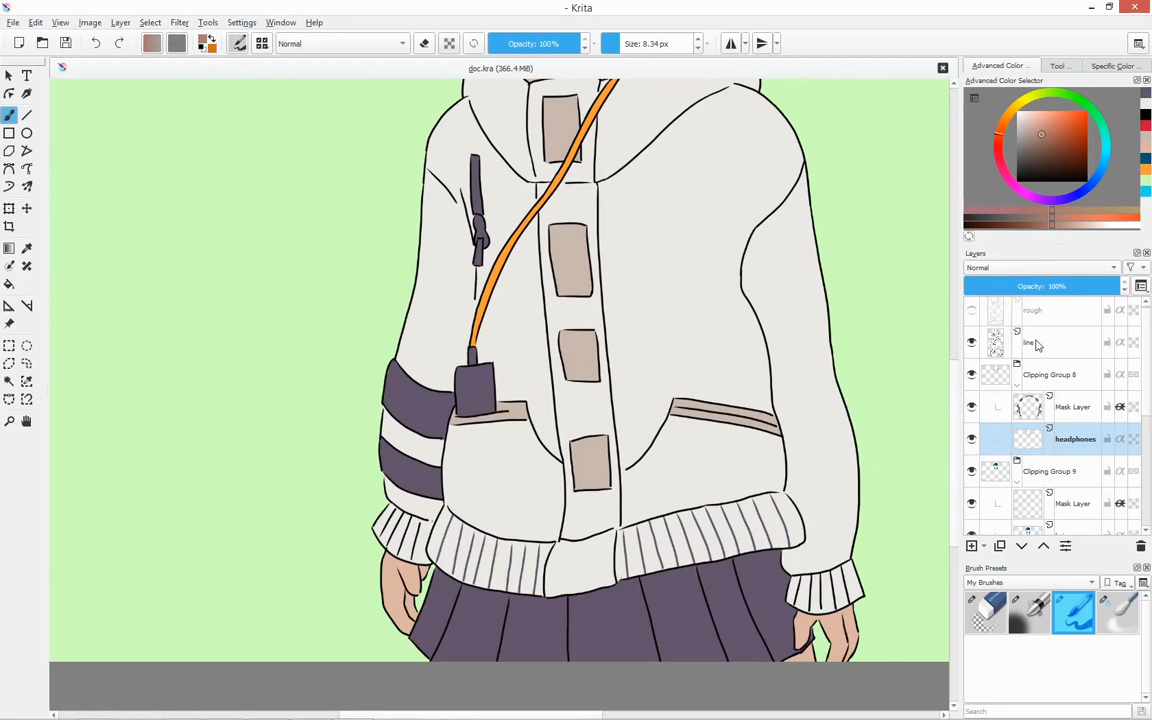 - Krita
File Edit View Image Layer Select Filter Tools Settings Window Help
Normal Opacity: 100% Size: 8.34 px
doc.kra (366.4 MiB)
Advanced Color ... Tool ... Specific Color ...
Advanced Color Selector
Layers
Normal
Opacity: 100%
rough
line
Clipping Group 8
Mask Layer
headphones
Clipping Group 9
Mask Layer
Brush Presets
My Brushes Tag
Search